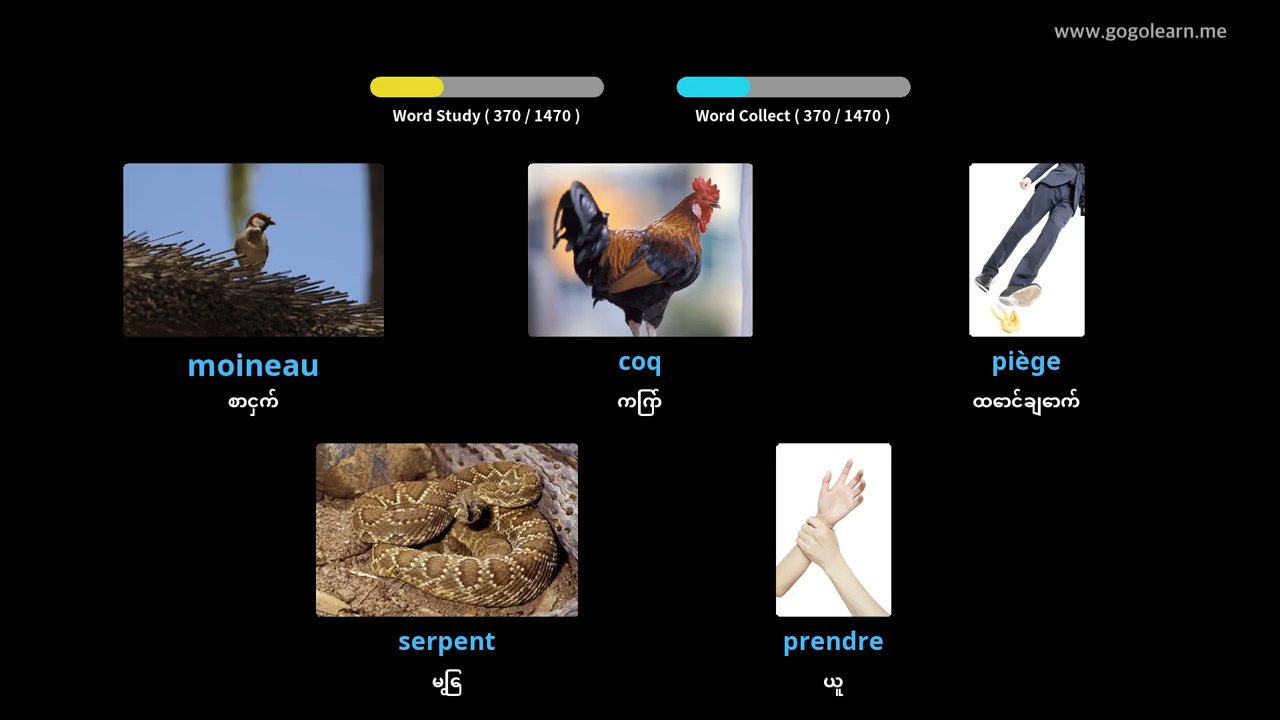 www.gogolearn.me
Word Study ( 370 / 1470 )
Word Collect ( 370 / 1470 )
moineau
coq
piège
စာငှက်
ကြက်
ထောင်ချောက်
serpent
prendre
မြွေ
ယူ